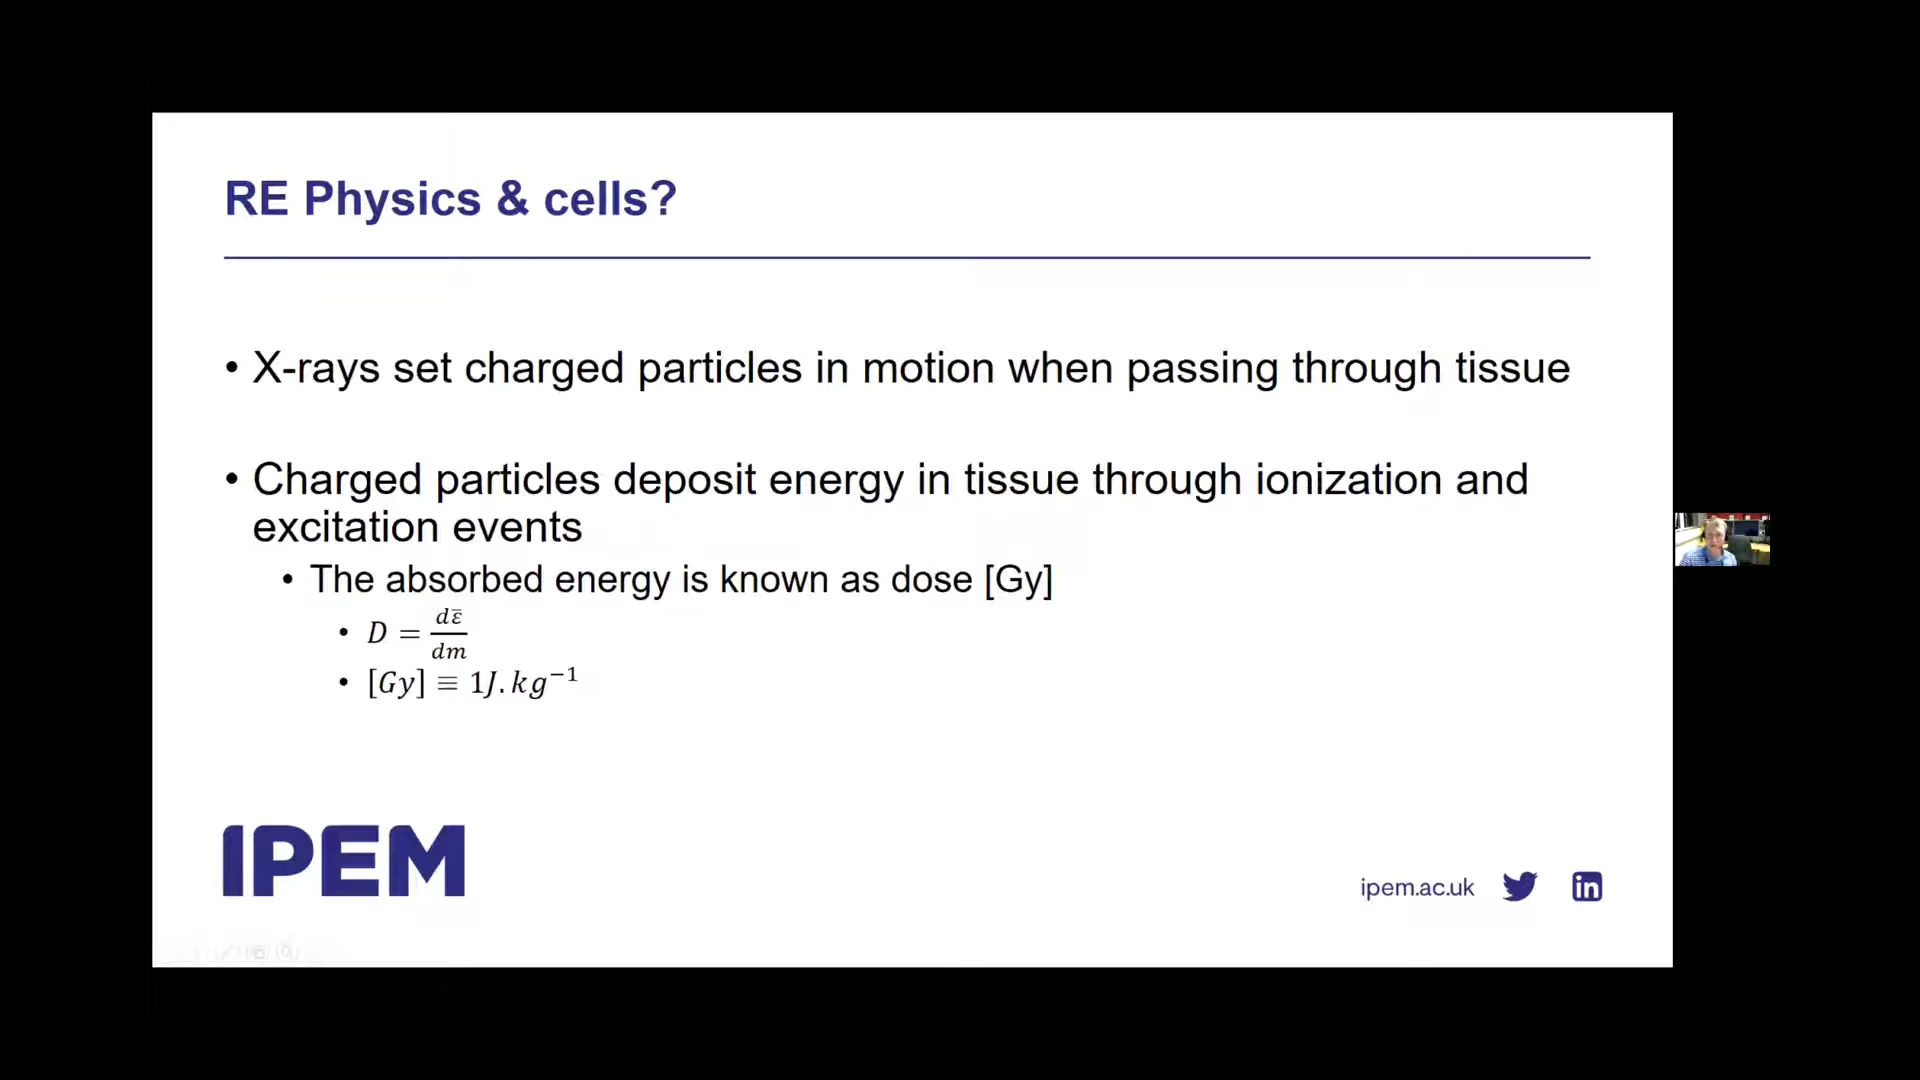 RE Physics & cells?
• X-rays set charged particles in motion when passing through tissue
• Charged particles deposit energy in tissue through ionization and
excitation events
• The absorbed energy is known as dose [Gy]
• D = dε̄/dm
• [Gy] ≡ 1J.kg⁻¹
IPEM
ipem.ac.uk
in